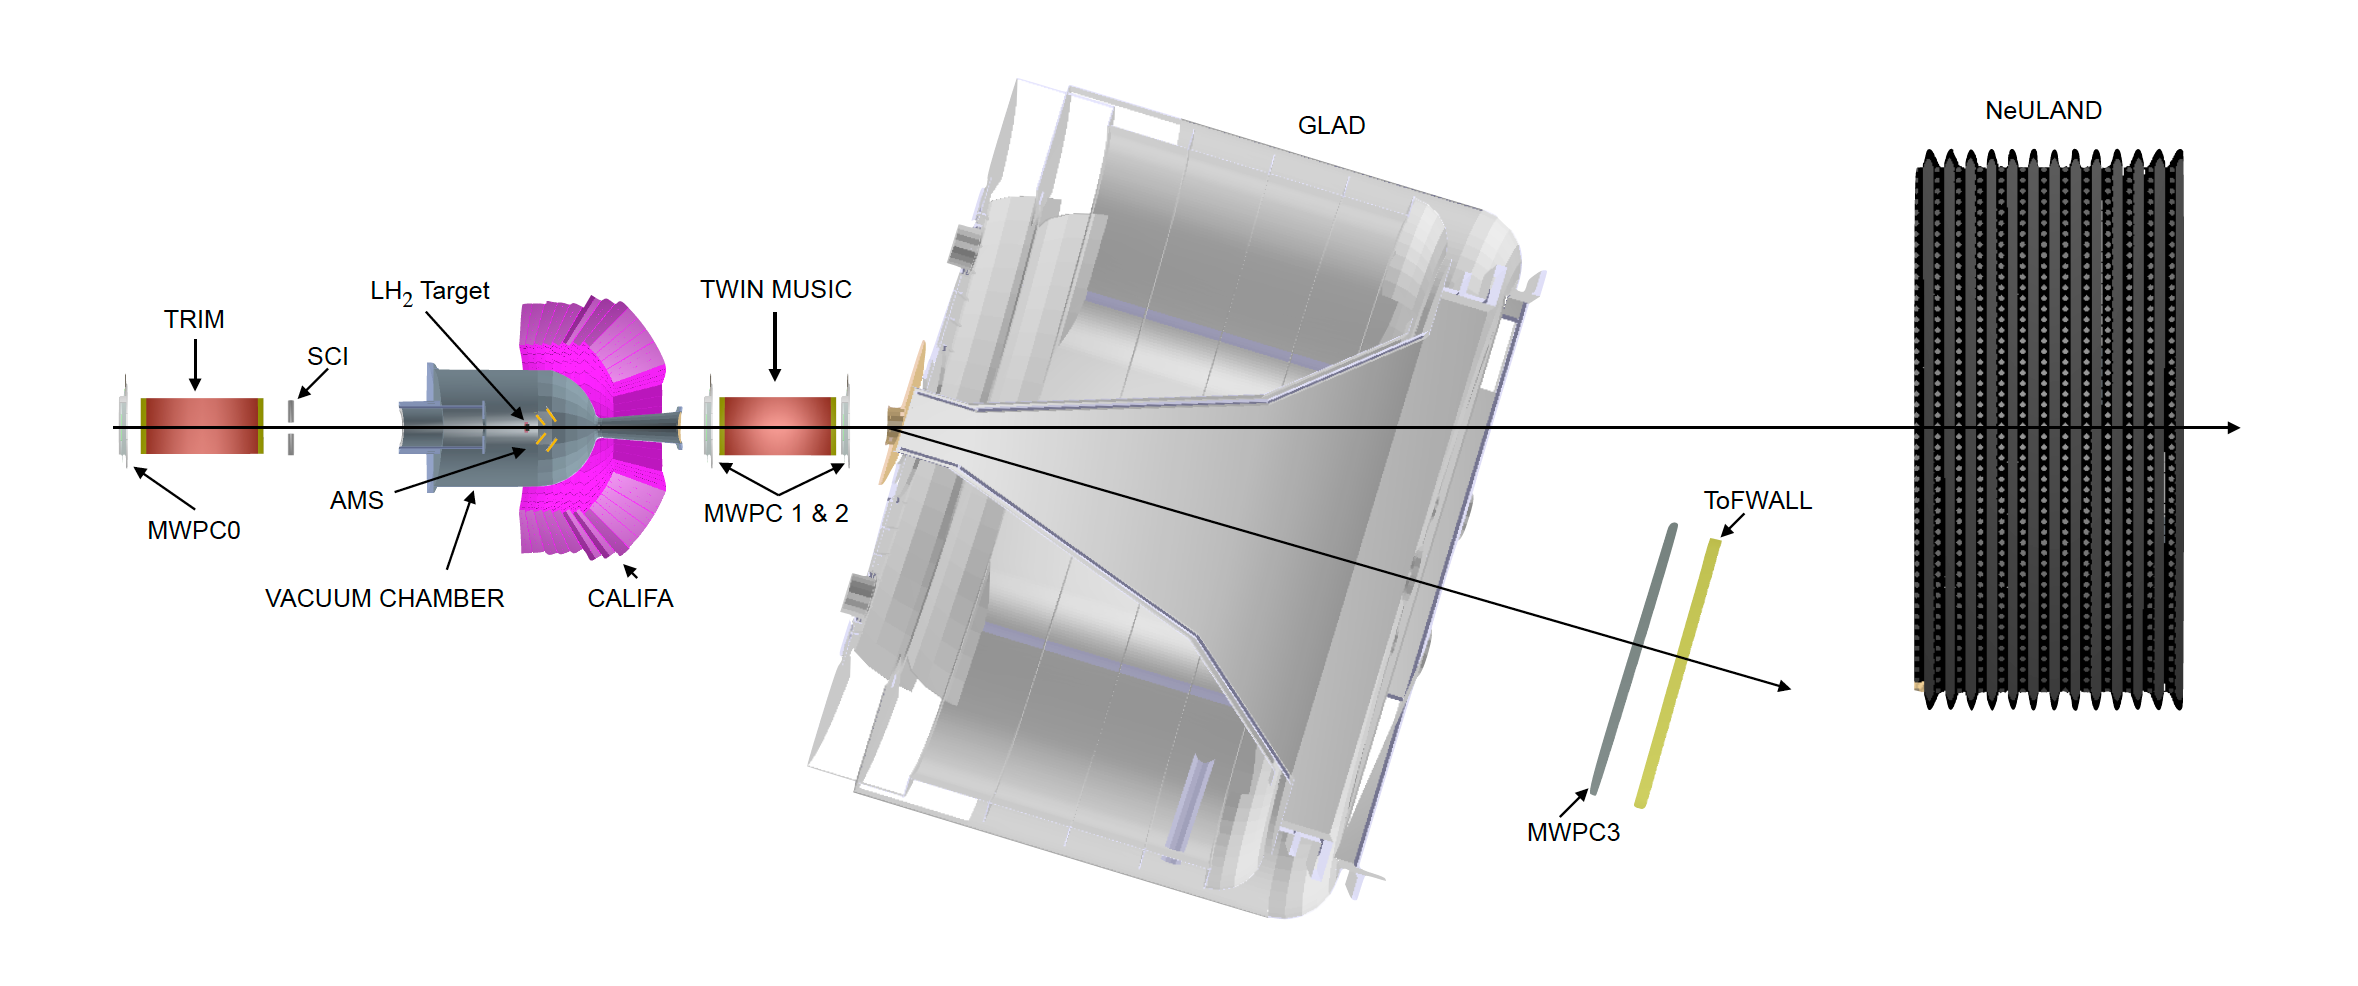 NeULAND
GLAD
LH2 Target
TWIN MUSIC
TRIM
SCI
AMS
MWPC0
MWPC 1 & 2
ToFWALL
VACUUM CHAMBER
CALIFA
MWPC3